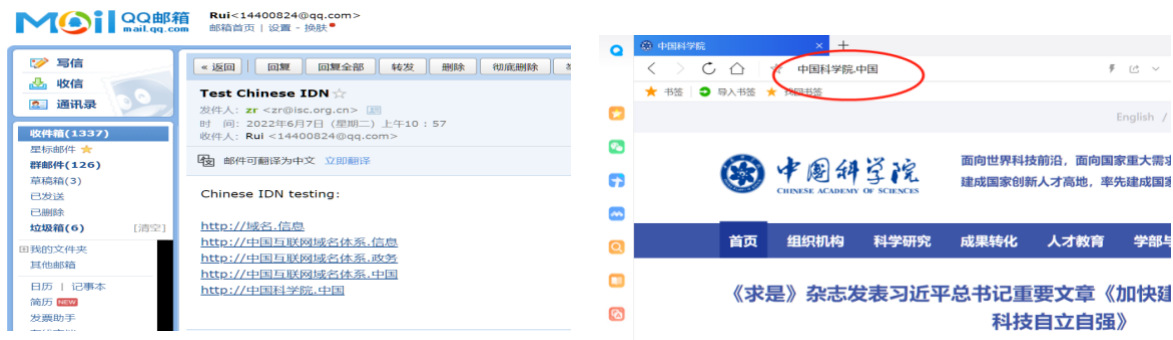 MOil QQ邮箱
mail.qq.com
Rui<14400824@qq.com>
邮箱首页 | 设置 - 换肤
写信
收信
通讯录
收件箱(1337)
星标邮件
群邮件(126)
草稿箱(3)
已发送
已删除
垃圾箱(6) [清空]
我的文件夹
其他邮箱
日历 | 记事本
简历 NEW
发票助手
« 返回 回复 回复全部 转发 删除 彻底删除
Test Chinese IDN
发件人: zr <zr@isc.org.cn>
时 间: 2022年6月7日 (星期二) 上午10 : 57
收件人: Rui <14400824@qq.com>
邮件可翻译为中文 立即翻译
Chinese IDN testing:
http://域名.信息
http://中国互联网域名体系.信息
http://中国互联网域名体系.政务
http://中国互联网域名体系.中国
http://中国科学院.中国
中国科学院 × +
中国科学院.中国
书签 导入书签
English /
中国科学院
CHINESE ACADEMY OF SCIENCES
面向世界科技前沿，面向国家重大需求
建成国家创新人才高地，率先建成国家
首页 组织机构 科学研究 成果转化 人才教育 学部与
《求是》杂志发表习近平总书记重要文章《加快建
科技自立自强》